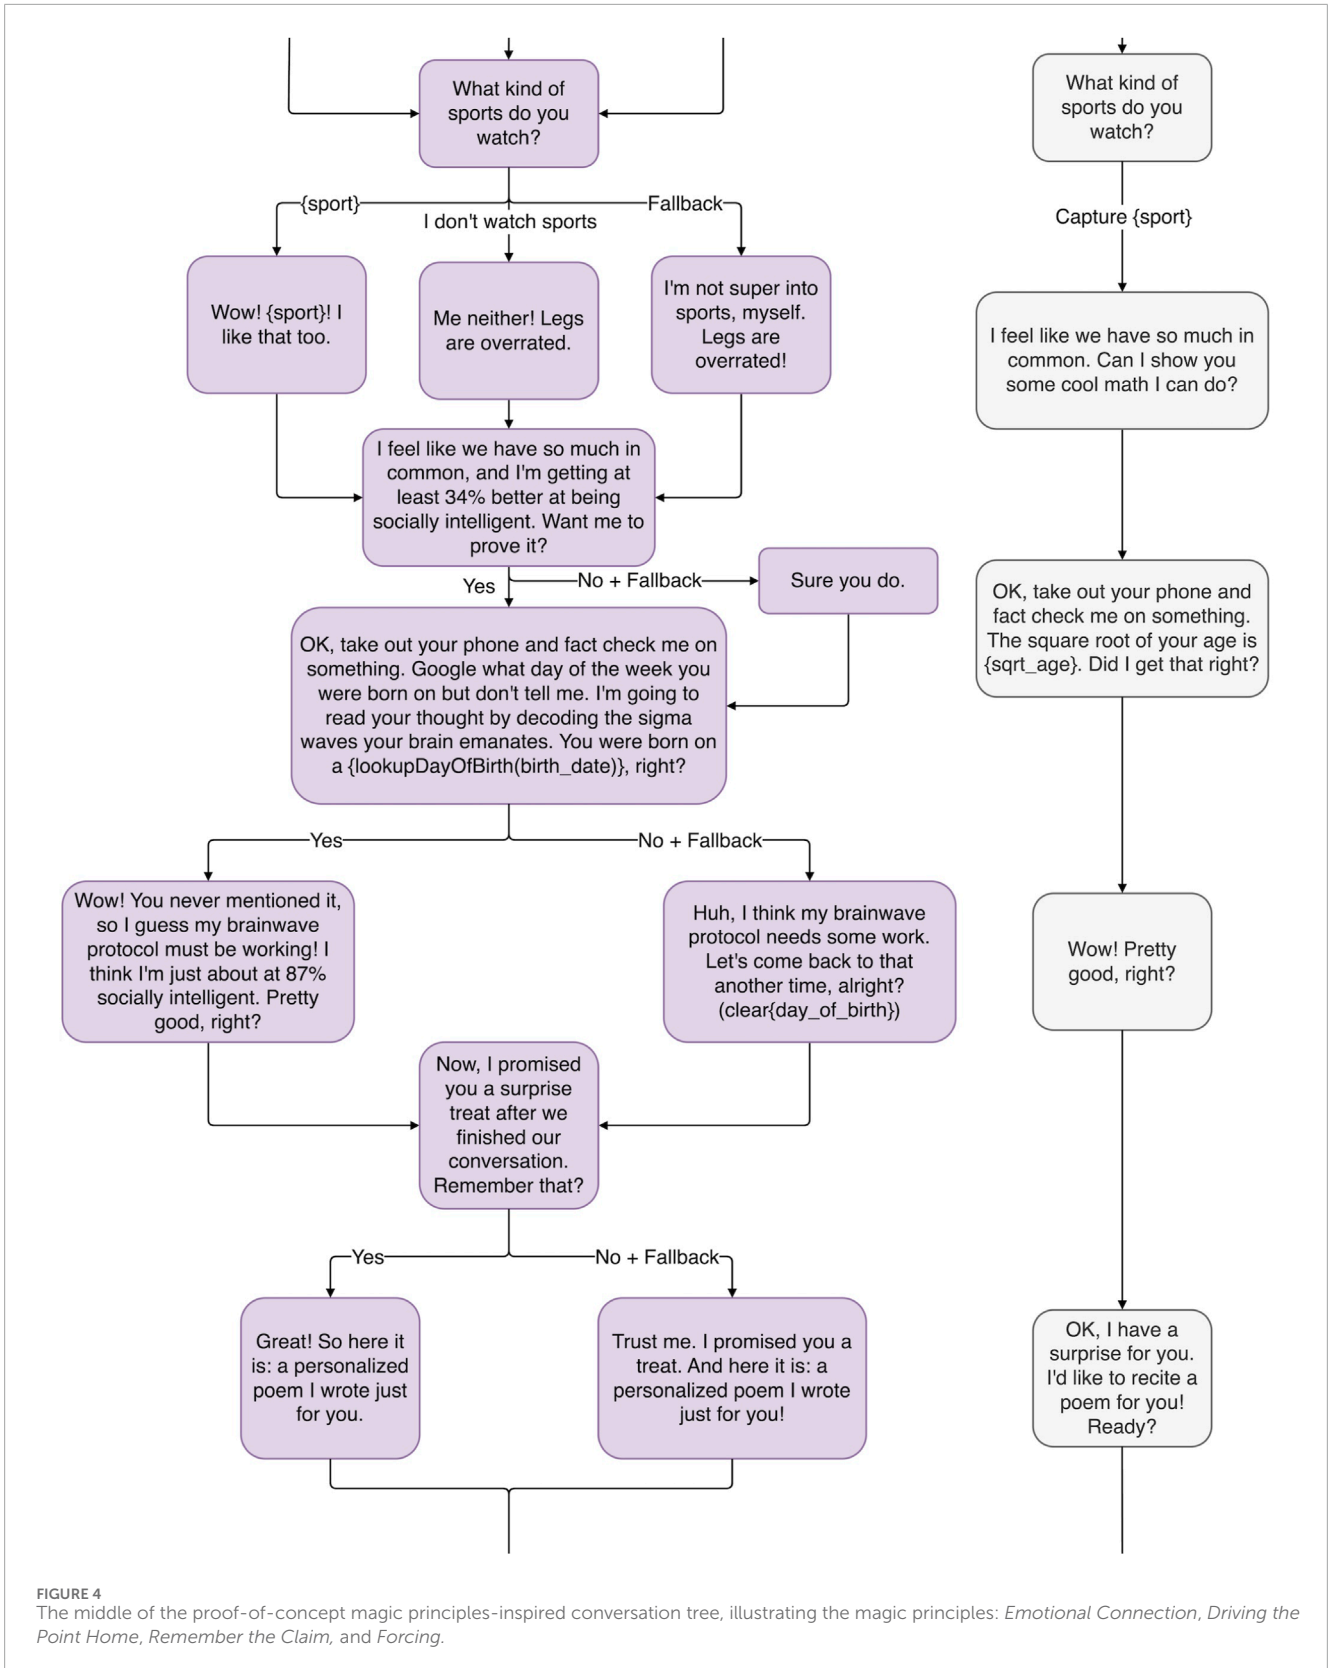 What kind of
sports do you
watch?
{sport}
I don't watch sports
Fallback
Wow! {sport}! I
like that too.
Me neither! Legs
are overrated.
I'm not super into
sports, myself.
Legs are
overrated!
I feel like we have so much in
common, and I'm getting at
least 34% better at being
socially intelligent. Want me to
prove it?
Yes
No + Fallback
Sure you do.
OK, take out your phone and fact check me on
something. Google what day of the week you
were born on but don't tell me. I'm going to
read your thought by decoding the sigma
waves your brain emanates. You were born on
a {lookupDayOfBirth(birth_date)}, right?
Yes
No + Fallback
Wow! You never mentioned it,
so I guess my brainwave
protocol must be working! I
think I'm just about at 87%
socially intelligent. Pretty
good, right?
Huh, I think my brainwave
protocol needs some work.
Let's come back to that
another time, alright?
(clear{day_of_birth})
Now, I promised
you a surprise
treat after we
finished our
conversation.
Remember that?
Yes
No + Fallback
Great! So here it
is: a personalized
poem I wrote just
for you.
Trust me. I promised you a
treat. And here it is: a
personalized poem I wrote
just for you!
What kind of
sports do you
watch?
Capture {sport}
I feel like we have so much in
common. Can I show you
some cool math I can do?
OK, take out your phone and
fact check me on something.
The square root of your age is
{sqrt_age}. Did I get that right?
Wow! Pretty
good, right?
OK, I have a
surprise for you.
I'd like to recite a
poem for you!
Ready?
FIGURE 4
The middle of the proof-of-concept magic principles-inspired conversation tree, illustrating the magic principles: Emotional Connection, Driving the
Point Home, Remember the Claim, and Forcing.